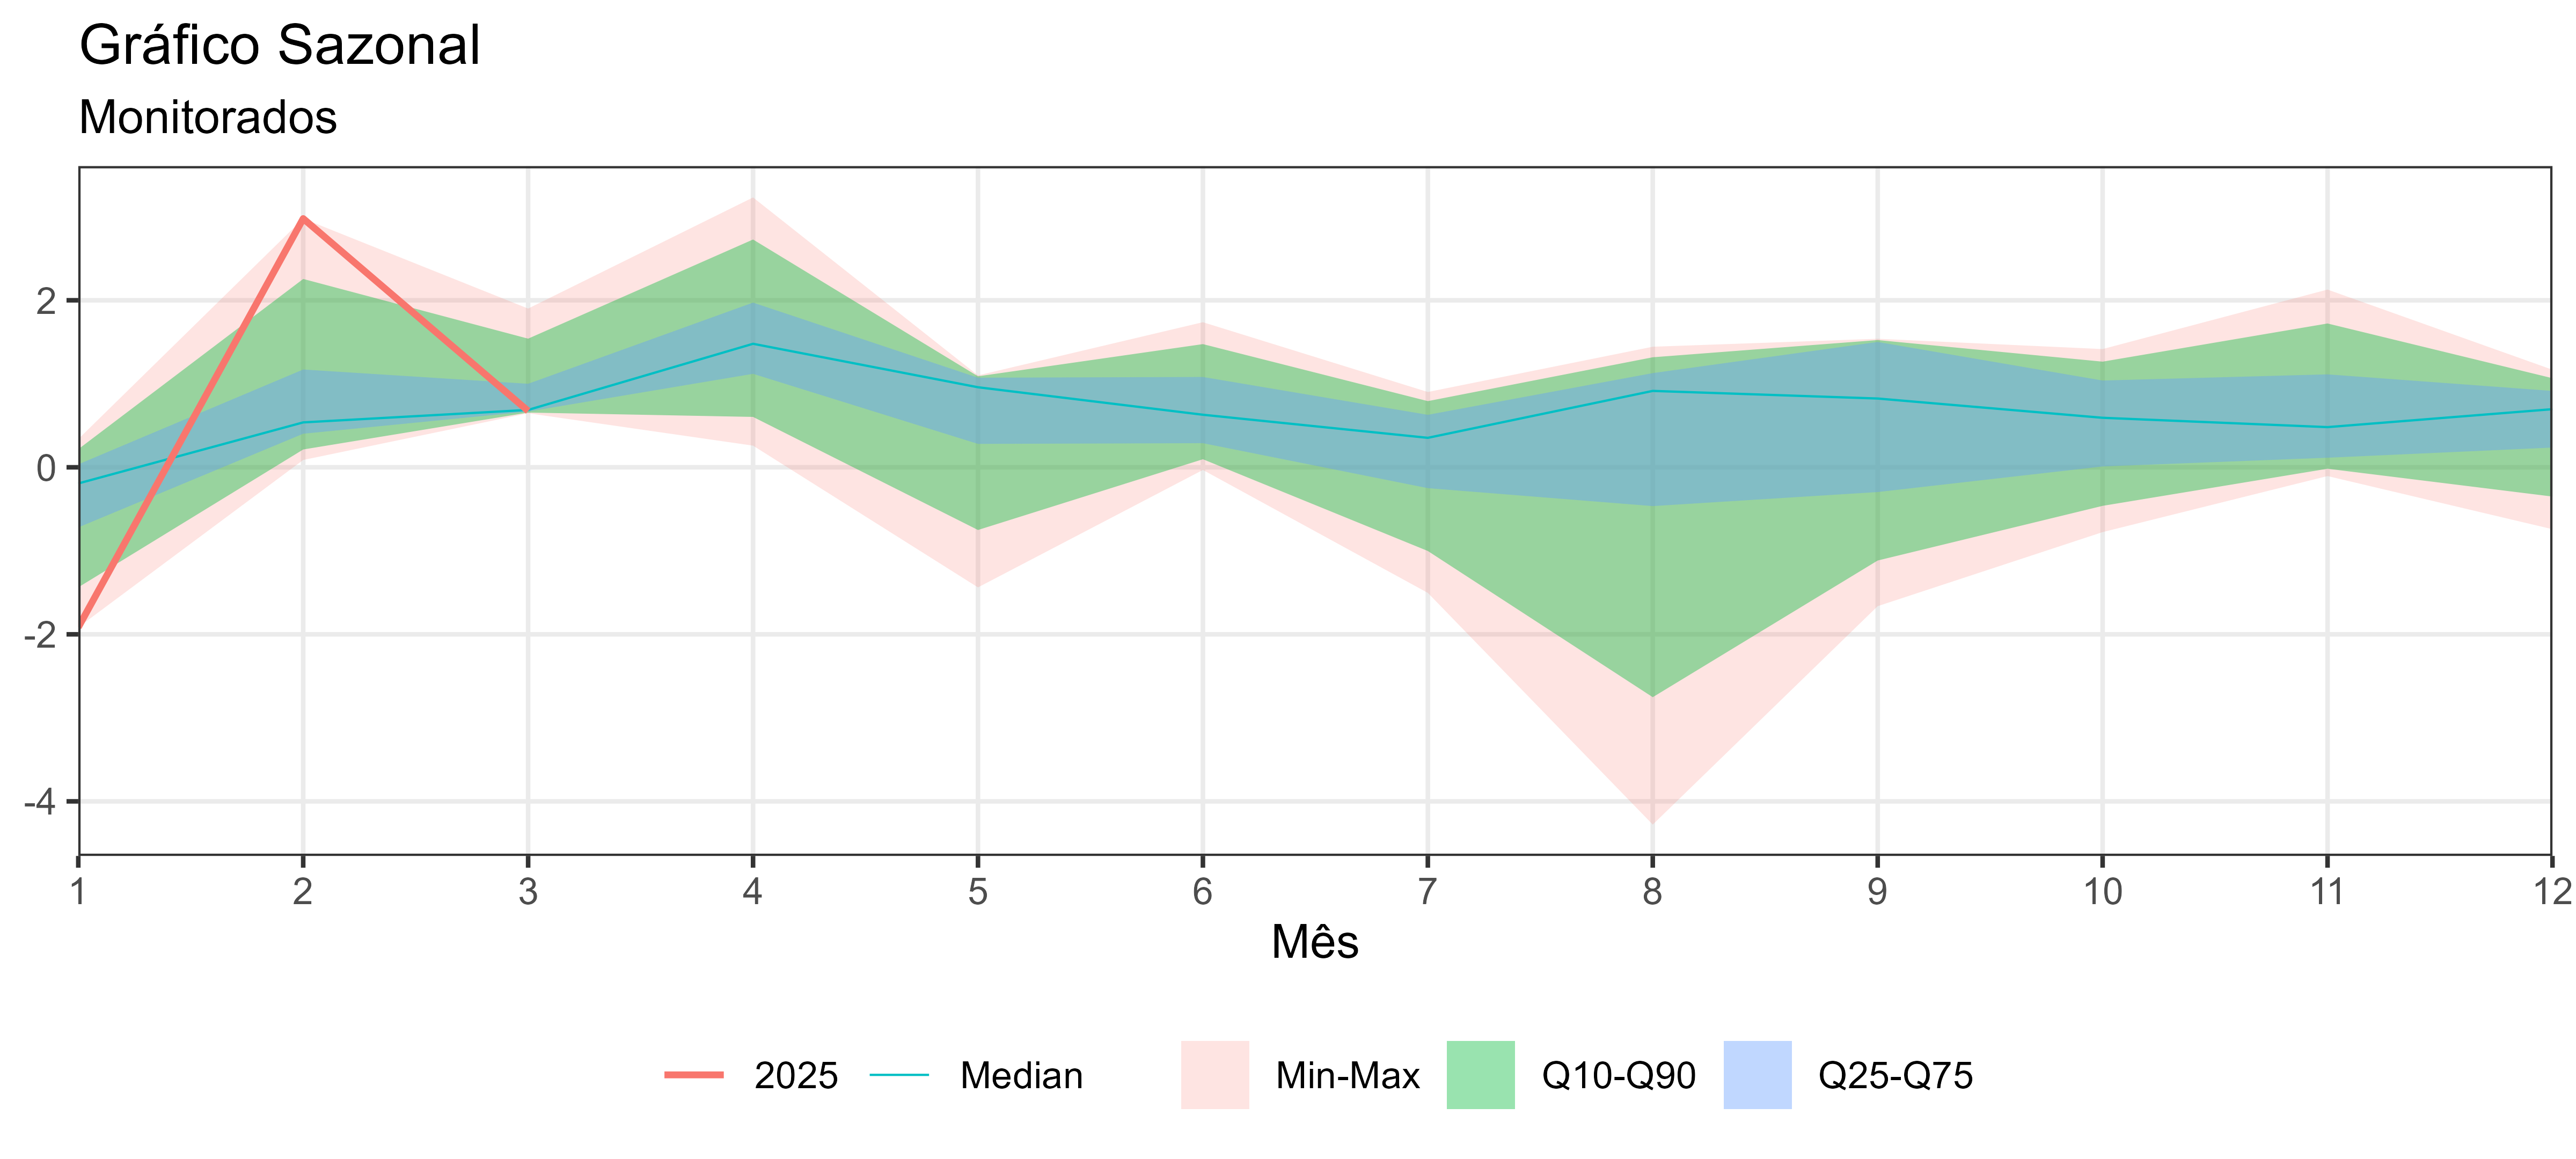 Gráfico Sazonal
Monitorados
2
0
-2
-4
1 2 3 4 5 6 7 8 9 10 11 12
Mês
2025 Median Min-Max Q10-Q90 Q25-Q75